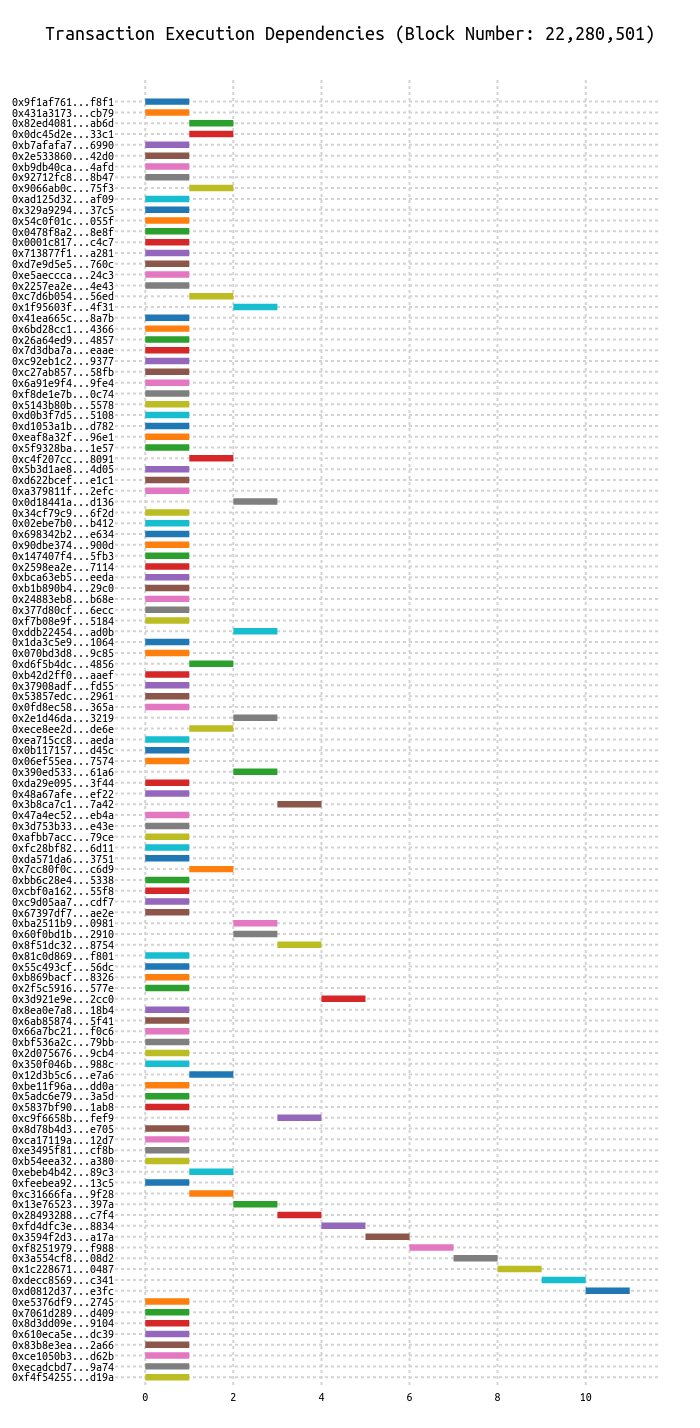 Transaction Execution Dependencies (Block Number: 22,280,501)
0x9f1af761...f8f1
0x431a3173...cb79
0x82ed4081...ab6d
0x0dc45d2e...33c1
0xb7afafa7...6990
0x2e533860...42d0
0xb9db40ca...4afd
0x92712fc8...8b47
0x9066ab0c...75f3
0xad125d32...af09
0x329a9294...37c5
0x54c0f01c...055f
0x0478f8a2...8e8f
0x0001c817...c4c7
0x713877f1...a281
0xd7e9d5e5...760c
0xe5aeccca...24c3
0x2257ea2e...4e43
0xc7d6b054...56ed
0x1f95603f...4f31
0x41ea665c...8a7b
0x6bd28cc1...4366
0x26a64ed9...4857
0x7d3dba7a...eaae
0xc92eb1c2...9377
0xc27ab857...58fb
0x6a91e9f4...9fe4
0xf8de1e7b...0c74
0x5143b80b...5578
0xd0b3f7d5...5108
0xd1053a1b...d782
0xeaf8a32f...96e1
0x5f9328ba...1e57
0xc4f207cc...8091
0x5b3d1ae8...4d05
0xd622bcef...e1c1
0xa379811f...2efc
0x0d18441a...d136
0x34cf79c9...6f2d
0x02ebe7b0...b412
0x698342b2...e634
0x90dbe374...900d
0x147407f4...5fb3
0x2598ea2e...7114
0xbca63eb5...eeda
0xb1b890b4...29c0
0x24883eb8...b68e
0x377d80cf...6ecc
0xf7b08e9f...5184
0xddb22454...ad0b
0x1da3c5e9...1064
0x070bd3d8...9c85
0xd6f5b4dc...4856
0xb42d2ff0...aaef
0x37908adf...fd55
0x53857edc...2961
0x0fd8ec58...365a
0x2e1d46da...3219
0xece8ee2d...de6e
0xea715cc8...aeda
0x0b117157...d45c
0x06ef55ea...7574
0x390ed533...61a6
0xda29e095...3f44
0x48a67afe...ef22
0x3b8ca7c1...7a42
0x47a4ec52...eb4a
0x3d753b33...e43e
0xafbb7acc...79ce
0xfc28bf82...6d11
0xda571da6...3751
0x7cc80f0c...c6d9
0xbb6c28e4...5338
0xcbf0a162...55f8
0xc9d05aa7...cdf7
0x67397df7...ae2e
0xba2511b9...0981
0x60f0bd1b...2910
0x8f51dc32...8754
0x81c0d869...f801
0x55c493cf...56dc
0xb869bacf...8326
0x2f5c5916...577e
0x3d921e9e...2cc0
0x8ea0e7a8...18b4
0x6ab85874...5f41
0x66a7bc21...f0c6
0xbf536a2c...79bb
0x2d075676...9cb4
0x350f046b...988c
0x12d3b5c6...e7a6
0xbe11f96a...dd0a
0x5adc6e79...3a5d
0x5837bf90...1ab8
0xc9f6658b...fef9
0x8d78b4d3...e705
0xca17119a...12d7
0xe3495f81...cf8b
0xb54eea32...a380
0xebeb4b42...89c3
0xfeebea92...13c5
0xc31666fa...9f28
0x13e76523...397a
0x28493288...c7f4
0xfd4dfc3e...8834
0x3594f2d3...a17a
0xf8251979...f988
0x3a554cf8...08d2
0x1c228671...0487
0xdecc8569...c341
0xd0812d37...e3fc
0xe5376df9...2745
0x7061d289...d409
0x8d3dd09e...9104
0x610eca5e...dc39
0x83b8e3ea...2a66
0xce1050b3...d62b
0xecadcbd7...9a74
0xf4f54255...d19a
0 2 4 6 8 10